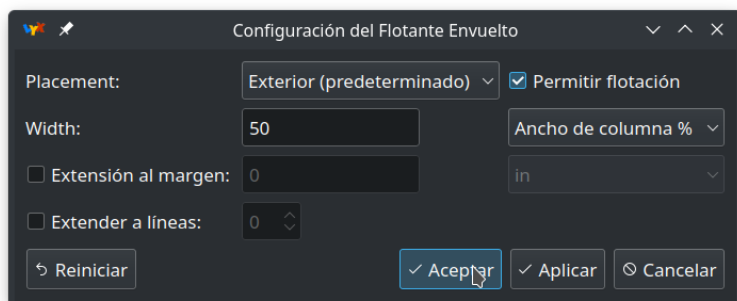 Configuración del Flotante Envuelto
Placement: Exterior (predeterminado) Permitir flotación
Width: 50 Ancho de columna %
Extensión al margen: 0 in
Extender a líneas: 0
Reiniciar Aceptar Aplicar Cancelar